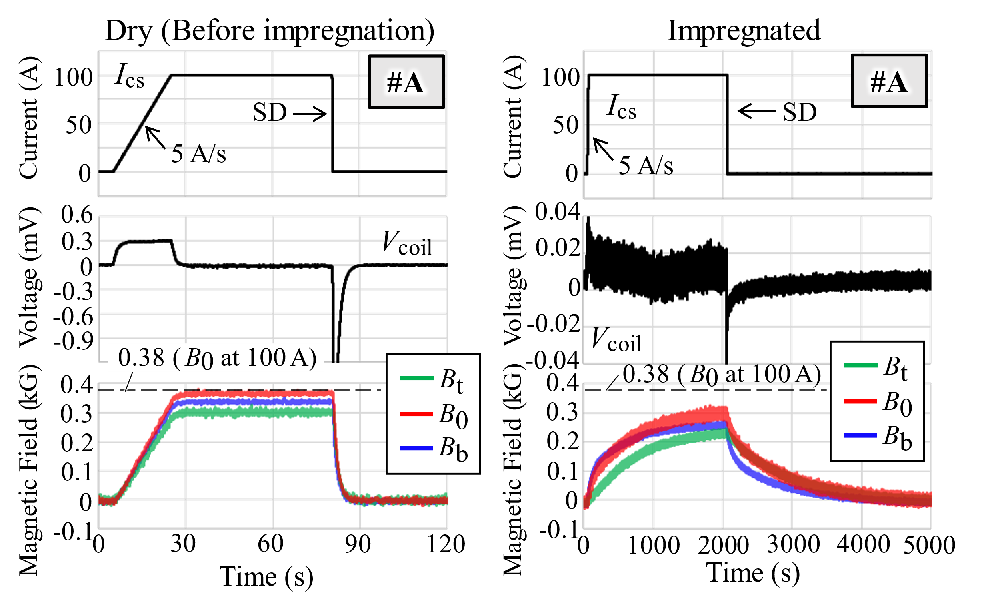 Dry (Before impregnation)
Current (A)
100
50
0
Ics
5 A/s
SD
#A
Voltage (mV)
0.6
0.3
0
-0.3
-0.6
-0.9
Vcoil
0.38 (B0 at 100 A)
Magnetic Field (kG)
0.4
0.3
0.2
0.1
0
-0.1
Bt
B0
Bb
0 30 60 90 120
Time (s)
Impregnated
Current (A)
100
50
0
Ics
5 A/s
SD
#A
Voltage (mV)
0.04
0.02
0
-0.02
-0.04
Vcoil
0.38 (B0 at 100 A)
Magnetic Field (kG)
0.4
0.3
0.2
0.1
0
-0.1
Bt
B0
Bb
0 1000 2000 3000 4000 5000
Time (s)